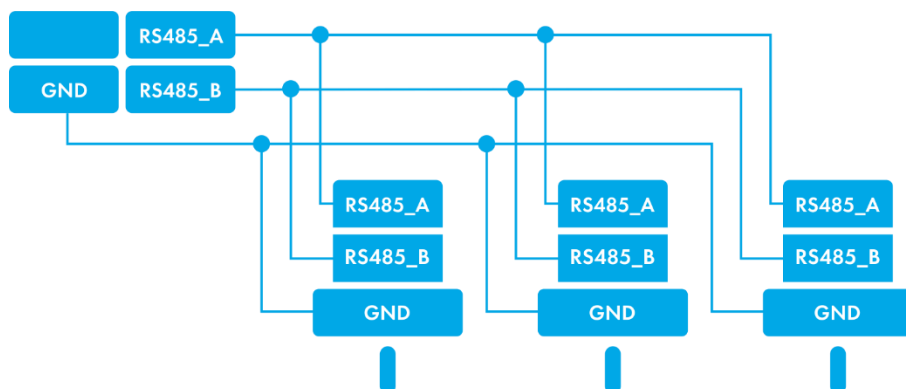 RS485_A
GND RS485_B
RS485_A RS485_A RS485_A
RS485_B RS485_B RS485_B
GND GND GND